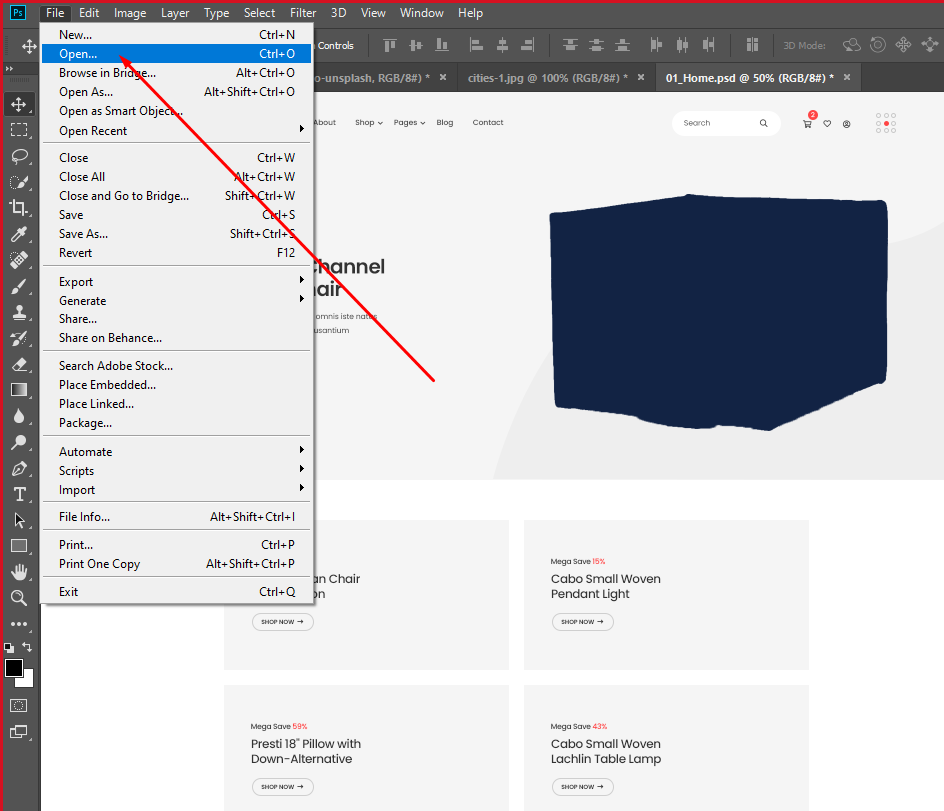 Ps File Edit Image Layer Type Select Filter 3D View Window Help
Controls 3D Mode:
o-unsplash, RGB/8#) * × cities-1.jpg @ 100% (RGB/8#) * × 01_Home.psd @ 50% (RGB/8#) * ×
New... Ctrl+N
Open... Ctrl+O
Browse in Bridge... Alt+Ctrl+O
Open As... Alt+Shift+Ctrl+O
Open as Smart Object...
Open Recent
Close Ctrl+W
Close All Alt+Ctrl+W
Close and Go to Bridge... Shift+Ctrl+W
Save Ctrl+S
Save As... Shift+Ctrl+S
Revert F12
Export
Generate
Share...
Share on Behance...
Search Adobe Stock...
Place Embedded...
Place Linked...
Package...
Automate
Scripts
Import
File Info... Alt+Shift+Ctrl+I
Print... Ctrl+P
Print One Copy Alt+Shift+Ctrl+P
Exit Ctrl+Q
T
About Shop Pages Blog Contact Search 2
Channel
air
omnis iste natus
usantium
an Chair
on
SHOP NOW →
Mega Save 15%
Cabo Small Woven
Pendant Light
SHOP NOW →
Mega Save 59%
Presti 18" Pillow with
Down-Alternative
SHOP NOW →
Mega Save 43%
Cabo Small Woven
Lachlin Table Lamp
SHOP NOW →